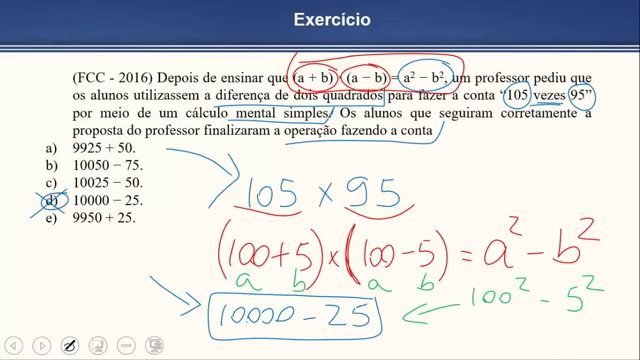 Exercício
(FCC - 2016) Depois de ensinar que (a + b) · (a − b) = a² − b², um professor pediu que
os alunos utilizassem a diferença de dois quadrados para fazer a conta “105 vezes 95”
por meio de um cálculo mental simples. Os alunos que seguiram corretamente a
proposta do professor finalizaram a operação fazendo a conta
a) 9925 + 50.
b) 10050 − 75.
c) 10025 − 50.
d) 10000 − 25.
e) 9950 + 25.
105 × 95
(100 + 5) × (100 − 5) = a² − b²
a b a b
100² − 5²
10000 − 25